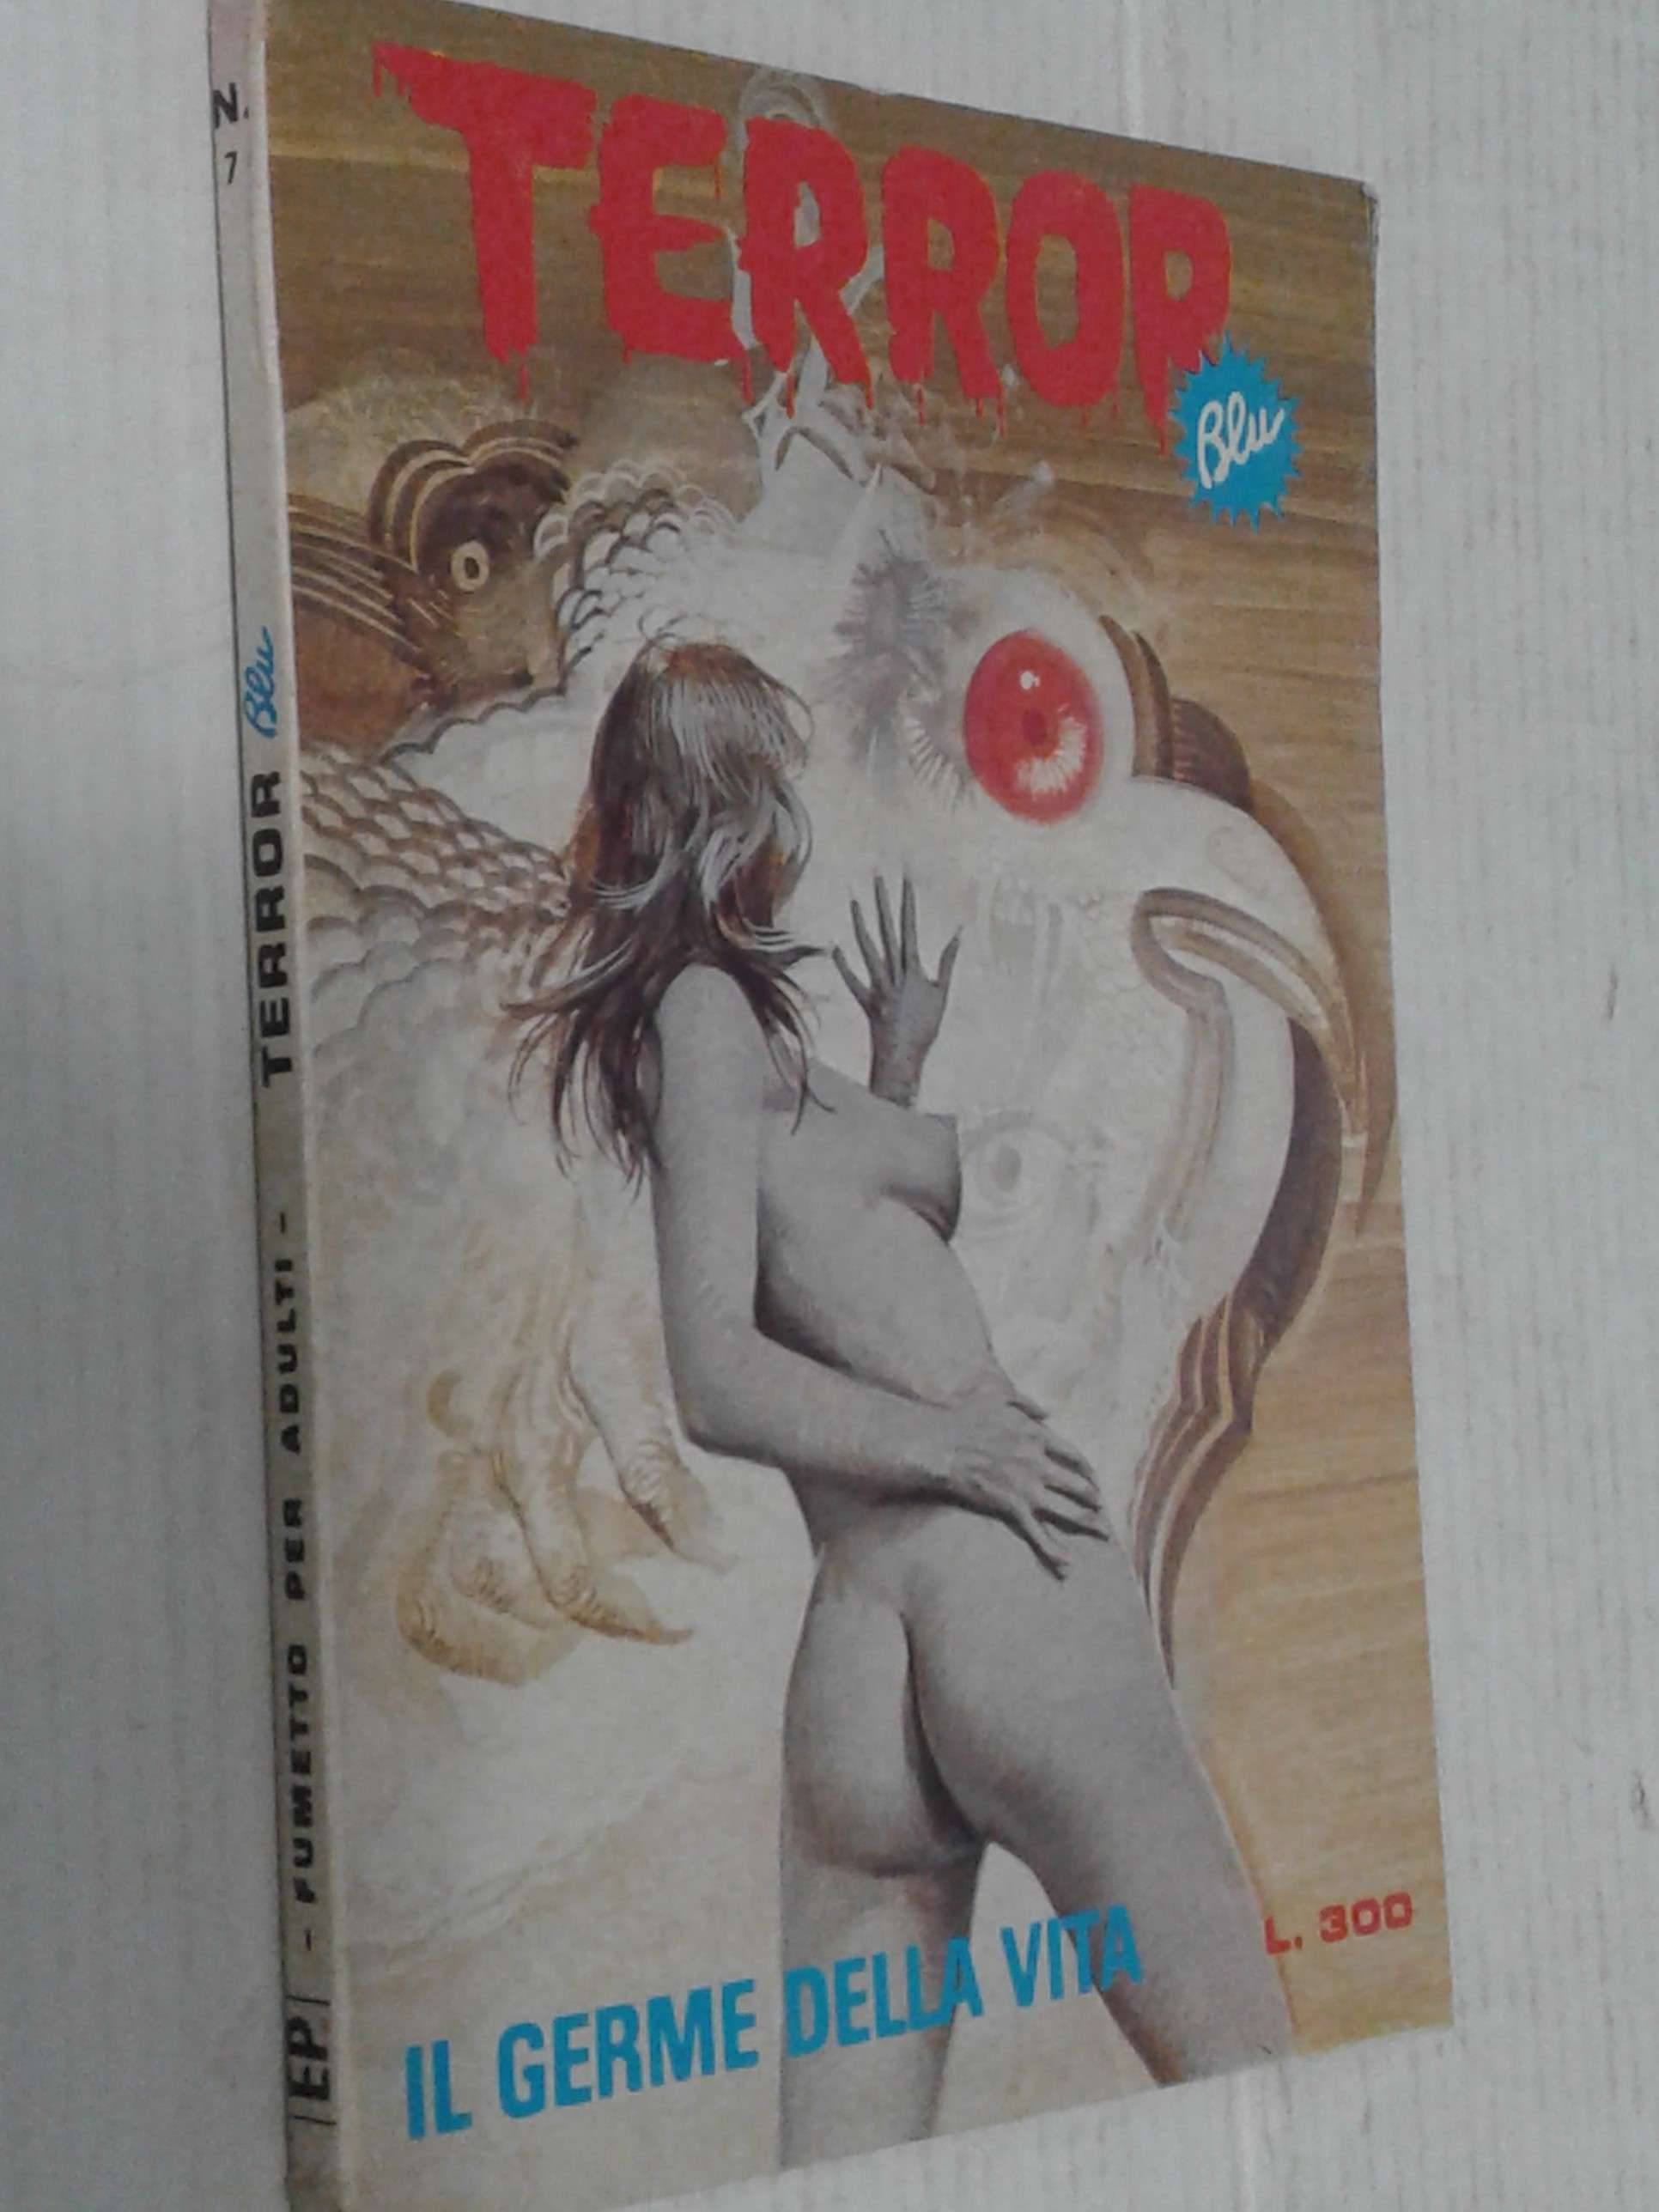 TERROR
Blu
IL GERME DELLA VITA
L. 300
N.
7
|EP| - FUMETTO PER ADULTI - TERROR Blu